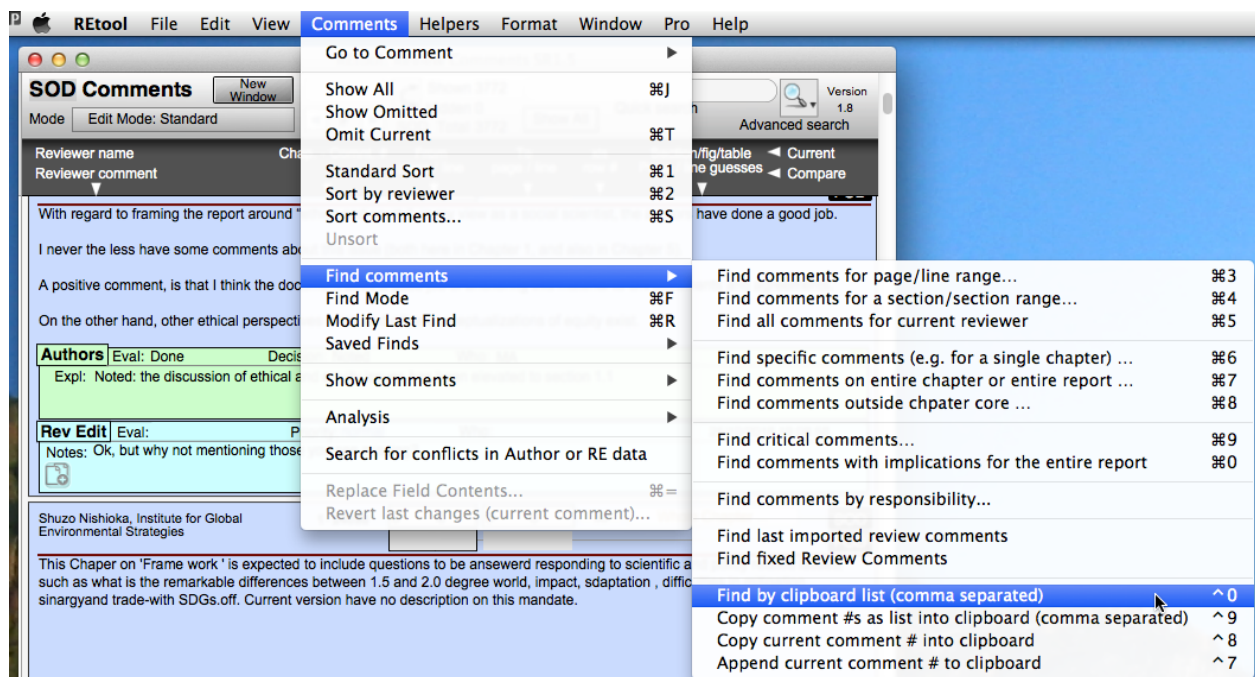 REtool File Edit View Comments Helpers Format Window Pro Help
SOD Comments
New Window
Mode Edit Mode: Standard
Version 1.8
Advanced search
Reviewer name
Reviewer comment
/fig/table ◄ Current
guesses ◄ Compare
With regard to framing the report around
have done a good job.
I never the less have some comments
A positive comment, is that I think the
On the other hand, other ethical
Authors Eval: Done
Expl: Noted: the discussion of ethical
Rev Edit Eval:
Notes: Ok, but why not mentioning those
Shuzo Nishioka, Institute for Global
Environmental Strategies
This Chaper on 'Frame work ' is expected to include questions to be ansewerd responding to scientific
such as what is the remarkable differences between 1.5 and 2.0 degree world, impact, sdaptation ,
sinargyand trade-with SDGs.off. Current version have no description on this mandate.
Go to Comment ▶
Show All ⌘J
Show Omitted
Omit Current ⌘T
Standard Sort ⌘1
Sort by reviewer ⌘2
Sort comments... ⌘S
Unsort
Find comments ▶
Find Mode ⌘F
Modify Last Find ⌘R
Saved Finds ▶
Show comments ▶
Analysis ▶
Search for conflicts in Author or RE data
Replace Field Contents... ⌘=
Revert last changes (current comment)...
Find comments for page/line range... ⌘3
Find comments for a section/section range... ⌘4
Find all comments for current reviewer ⌘5
Find specific comments (e.g. for a single chapter) ... ⌘6
Find comments on entire chapter or entire report ... ⌘7
Find comments outside chpater core ... ⌘8
Find critical comments... ⌘9
Find comments with implications for the entire report ⌘0
Find comments by responsibility...
Find last imported review comments
Find fixed Review Comments
Find by clipboard list (comma separated) ^0
Copy comment #s as list into clipboard (comma separated) ^9
Copy current comment # into clipboard ^8
Append current comment # to clipboard ^7